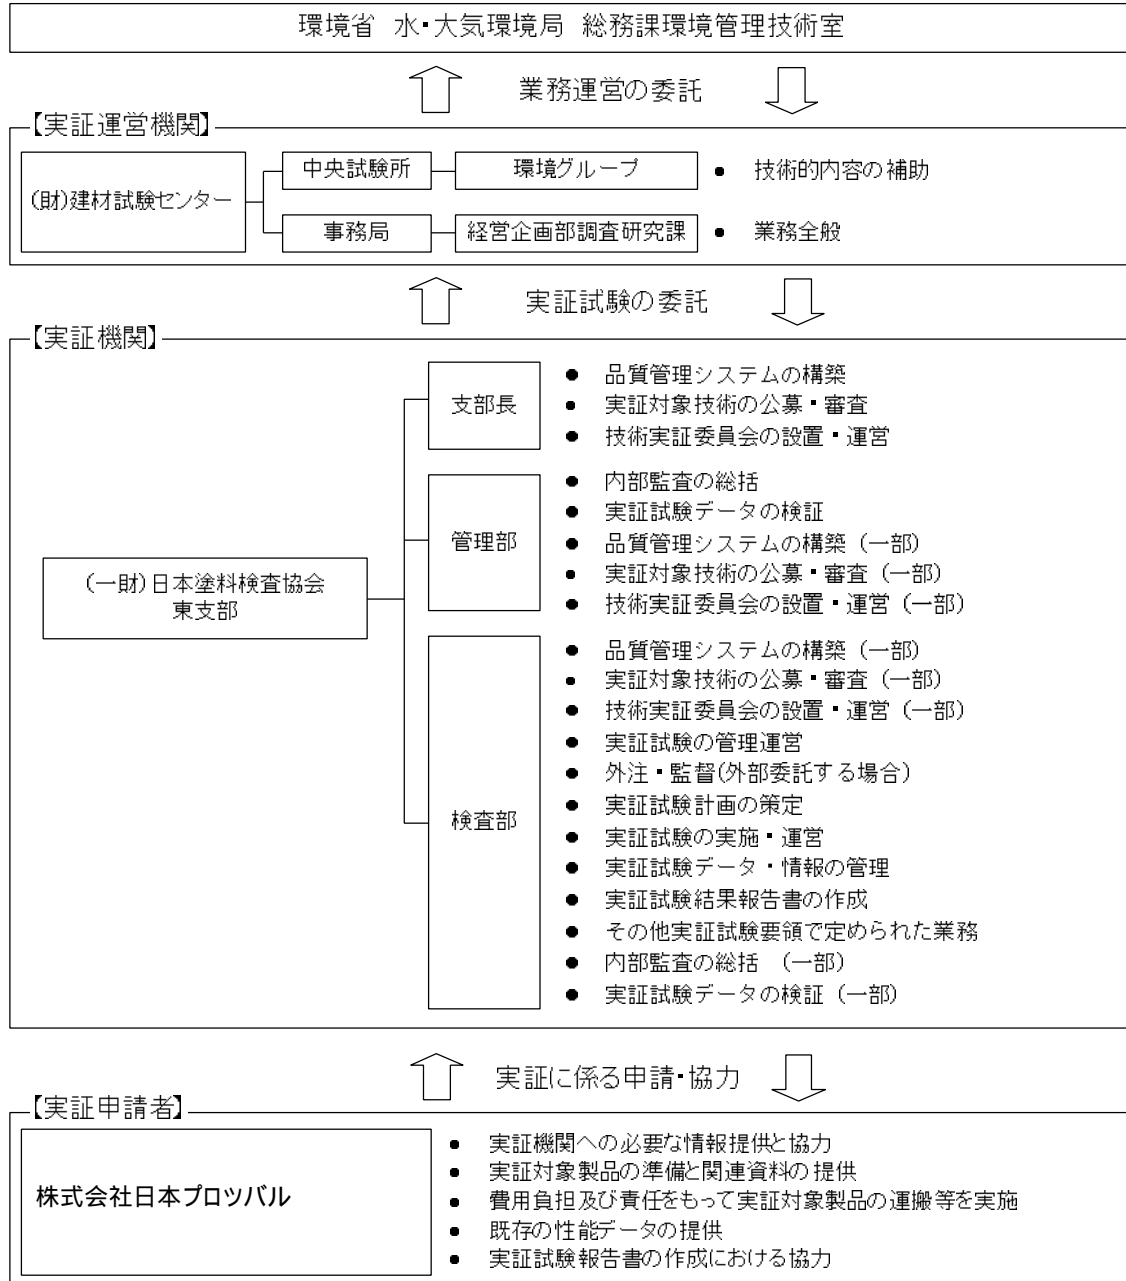 環境省 水・大気環境局 総務課環境管理技術室
業務運営の委託
【実証運営機関】
(財)建材試験センター
中央試験所
環境グループ
● 技術的内容の補助
事務局
経営企画部調査研究課
● 業務全般
実証試験の委託
【実証機関】
(一財)日本塗料検査協会
東支部
支部長
● 品質管理システムの構築
● 実証対象技術の公募・審査
● 技術実証委員会の設置・運営
管理部
● 内部監査の総括
● 実証試験データの検証
● 品質管理システムの構築（一部）
● 実証対象技術の公募・審査（一部）
● 技術実証委員会の設置・運営（一部）
検査部
● 品質管理システムの構築（一部）
● 実証対象技術の公募・審査（一部）
● 技術実証委員会の設置・運営（一部）
● 実証試験の管理運営
● 外注・監督(外部委託する場合)
● 実証試験計画の策定
● 実証試験の実施・運営
● 実証試験データ・情報の管理
● 実証試験結果報告書の作成
● その他実証試験要領で定められた業務
● 内部監査の総括 （一部）
● 実証試験データの検証（一部）
実証に係る申請・協力
【実証申請者】
株式会社日本プロツバル
● 実証機関への必要な情報提供と協力
● 実証対象製品の準備と関連資料の提供
● 費用負担及び責任をもって実証対象製品の運搬等を実施
● 既存の性能データの提供
● 実証試験報告書の作成における協力